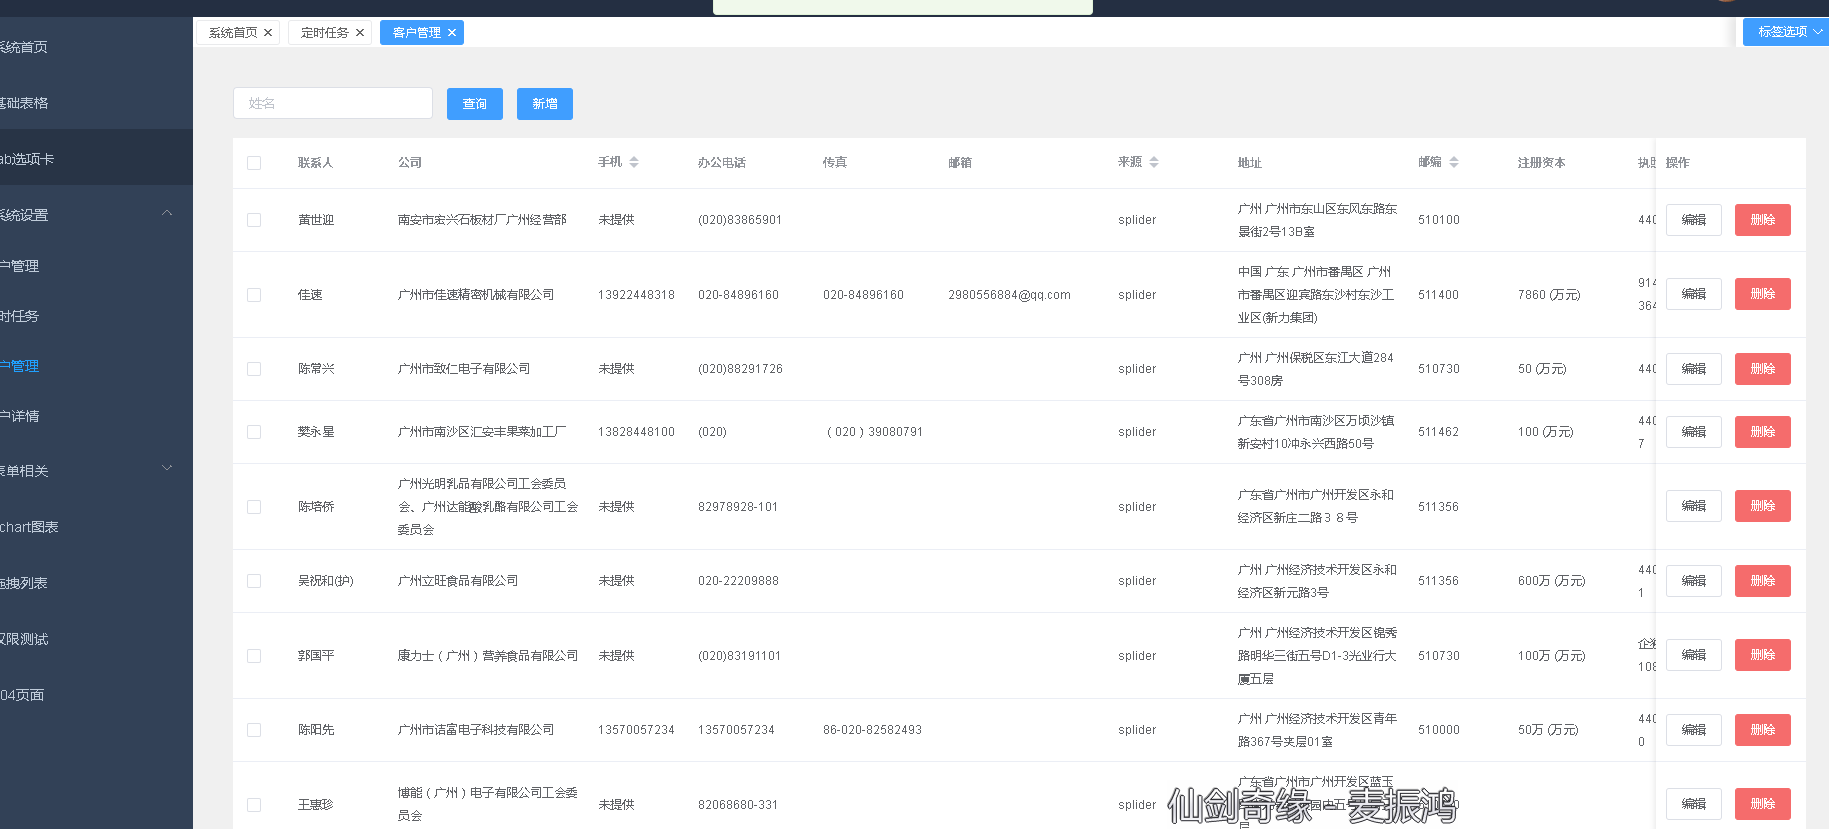 系统首页 定时任务 客户管理 标签选项
系统首页
基础表格
ab选项卡
系统设置
户管理
时任务
户管理
户详情
表单相关
chart图表
拖拽列表
权限测试
04页面
姓名 查询 新增
联系人 公司 手机 办公电话 传真 邮箱 来源 地址 邮编 注册资本 执照 操作
黄世迎 南安市宏兴石板材厂广州经营部 未提供 (020)83865901 splider 广州 广州市东山区东风东路东 510100 440 编辑 删除
景街2号13B室
佳速 广州市佳速精密机械有限公司 13922448318 020-84896160 020-84896160 2980556884@qq.com splider 中国 广东 广州市番禺区 广州 511400 7860 (万元) 914 编辑 删除
市番禺区迎宾路东沙村东沙工 364
业区(新力集团)
陈常兴 广州市致仁电子有限公司 未提供 (020)88291726 splider 广州 广州保税区东江大道284 510730 50 (万元) 440 编辑 删除
号308房
樊永星 广州市南沙区汇安丰果菜加工厂 13828448100 (020) （020）39080791 splider 广东省广州市南沙区万顷沙镇 511462 100 (万元) 440 编辑 删除
新安村10冲永兴西路50号 7
陈培侨 广州光明乳品有限公司工会委员 未提供 82978928-101 splider 广东省广州市广州开发区永和 511356 编辑 删除
会、广州达能酸乳酪有限公司工会 经济区新庄二路３８号
委员会
吴祝和(护) 广州立旺食品有限公司 未提供 020-22209888 splider 广州 广州经济技术开发区永和 511356 600万 (万元) 440 编辑 删除
经济区新元路3号 1
郭国平 康力士（广州）营养食品有限公司 未提供 (020)83191101 splider 广州 广州经济技术开发区锦秀 510730 100万 (万元) 企 编辑 删除
路明华三街五号D1-3光业行大 108
厦五层
陈阳先 广州市诘富电子科技有限公司 13570057234 13570057234 86-020-82582493 splider 广州 广州经济技术开发区青年 510000 50万 (万元) 440 编辑 删除
路367号夹层01室 0
王惠珍 博能（广州）电子有限公司工会委 未提供 82068680-331 splider 广东省广州市广州开发区蓝玉 编辑 删除
员会
仙剑奇缘—麦振鸿